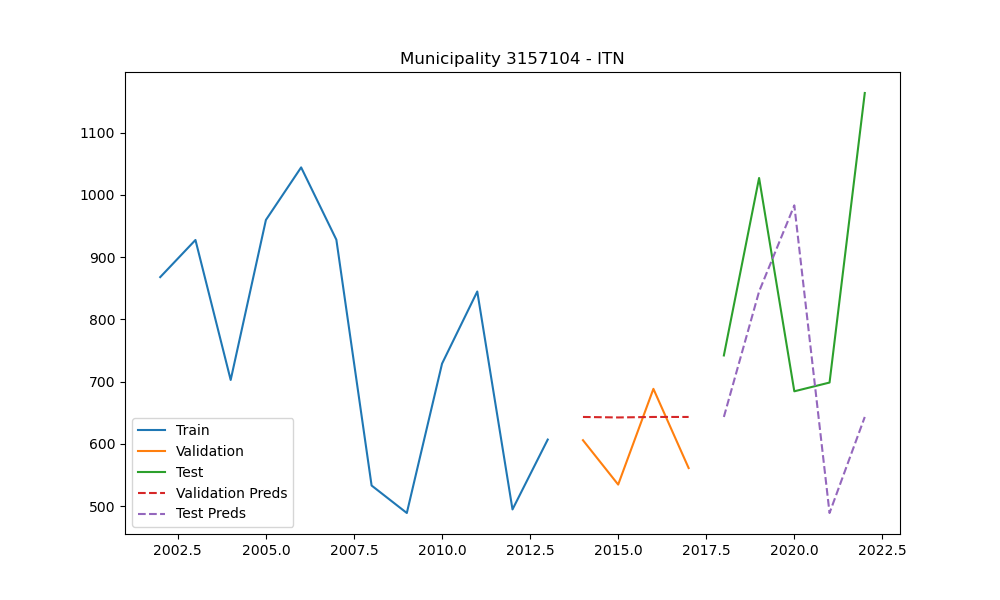 Municipality 3157104 - ITN
1100
1000
900
800
700
600
500
Train
Validation
Test
Validation Preds
Test Preds
2002.5 2005.0 2007.5 2010.0 2012.5 2015.0 2017.5 2020.0 2022.5